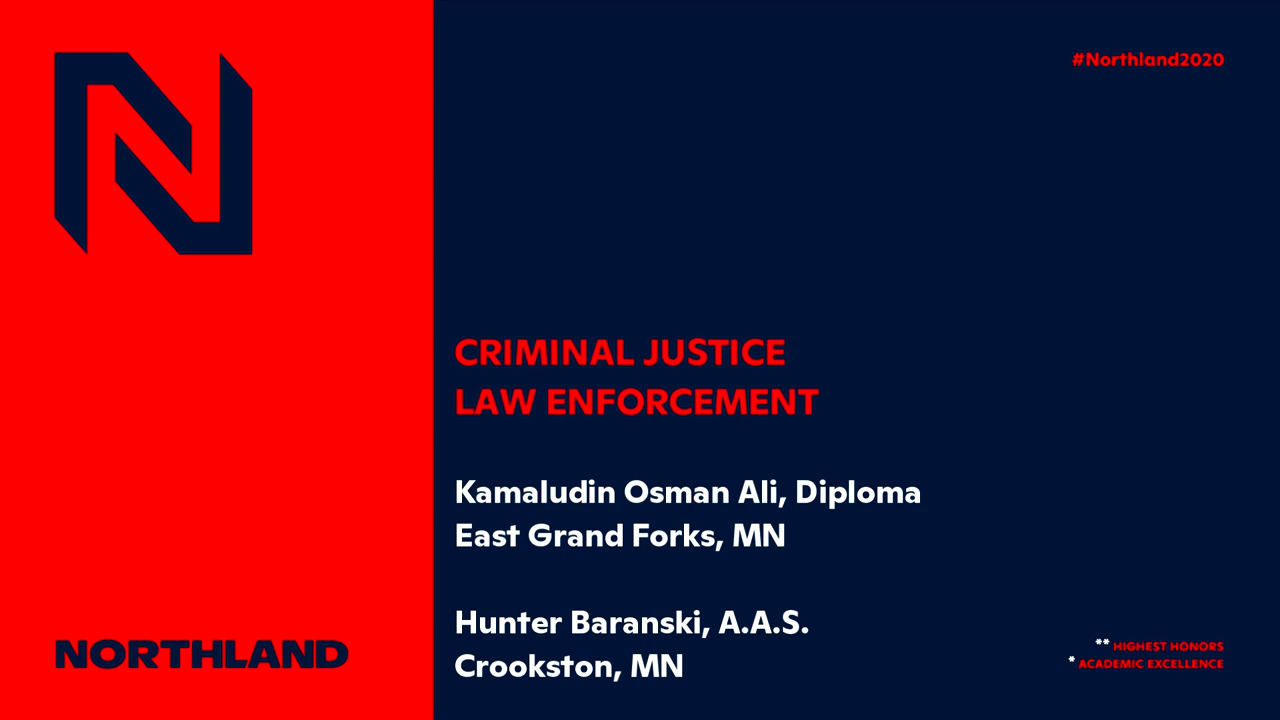 #Northland2020
CRIMINAL JUSTICE
LAW ENFORCEMENT
Kamaludin Osman Ali, Diploma
East Grand Forks, MN
Hunter Baranski, A.A.S.
Crookston, MN
NORTHLAND
** HIGHEST HONORS
* ACADEMIC EXCELLENCE